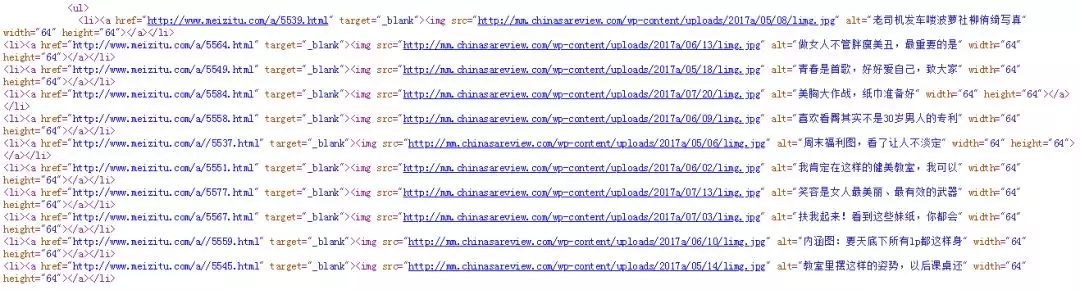 <ul>
<li><a href="http://www.meizitu.com/a/5539.html" target="_blank"><img src="http://mm.chinasareview.com/wp-content/uploads/2017a/05/08/limg.jpg" alt="老司机发车喽菠萝社柳侑绮写真"
width="64" height="64"></a></li>
<li><a href="http://www.meizitu.com/a/5564.html" target="_blank"><img src="http://mm.chinasareview.com/wp-content/uploads/2017a/06/13/limg.jpg" alt="做女人不管胖瘦美丑，最重要的是" width="64"
height="64"></a></li>
<li><a href="http://www.meizitu.com/a/5549.html" target="_blank"><img src="http://mm.chinasareview.com/wp-content/uploads/2017a/05/18/limg.jpg" alt="青春是首歌，好好爱自己，致大家" width="64"
height="64"></a></li>
<li><a href="http://www.meizitu.com/a/5584.html" target="_blank"><img src="http://mm.chinasareview.com/wp-content/uploads/2017a/07/20/limg.jpg" alt="美胸大作战，纸巾准备好" width="64" height="64"></a>
</li>
<li><a href="http://www.meizitu.com/a/5558.html" target="_blank"><img src="http://mm.chinasareview.com/wp-content/uploads/2017a/06/09/limg.jpg" alt="喜欢看臀其实不是30岁男人的专利" width="64"
height="64"></a></li>
<li><a href="http://www.meizitu.com/a//5537.html" target="_blank"><img src="http://mm.chinasareview.com/wp-content/uploads/2017a/05/06/limg.jpg" alt="周末福利图，看了让人不淡定" width="64" height="64">
</a></li>
<li><a href="http://www.meizitu.com/a/5551.html" target="_blank"><img src="http://mm.chinasareview.com/wp-content/uploads/2017a/06/02/limg.jpg" alt="我肯定在这样的健美教室，我可以" width="64"
height="64"></a></li>
<li><a href="http://www.meizitu.com/a/5577.html" target="_blank"><img src="http://mm.chinasareview.com/wp-content/uploads/2017a/07/13/limg.jpg" alt="笑容是女人最美丽、最有效的武器" width="64"
height="64"></a></li>
<li><a href="http://www.meizitu.com/a/5567.html" target="_blank"><img src="http://mm.chinasareview.com/wp-content/uploads/2017a/07/03/limg.jpg" alt="扶我起来！看到这些妹纸，你都会" width="64"
height="64"></a></li>
<li><a href="http://www.meizitu.com/a//5559.html" target="_blank"><img src="http://mm.chinasareview.com/wp-content/uploads/2017a/06/10/limg.jpg" alt="内涵图：要天底下所有lp都这样身" width="64"
height="64"></a></li>
<li><a href="http://www.meizitu.com/a//5545.html" target="_blank"><img src="http://mm.chinasareview.com/wp-content/uploads/2017a/05/14/limg.jpg" alt="教室里摆这样的姿势，以后课桌还" width="64"
height="64"></a></li>